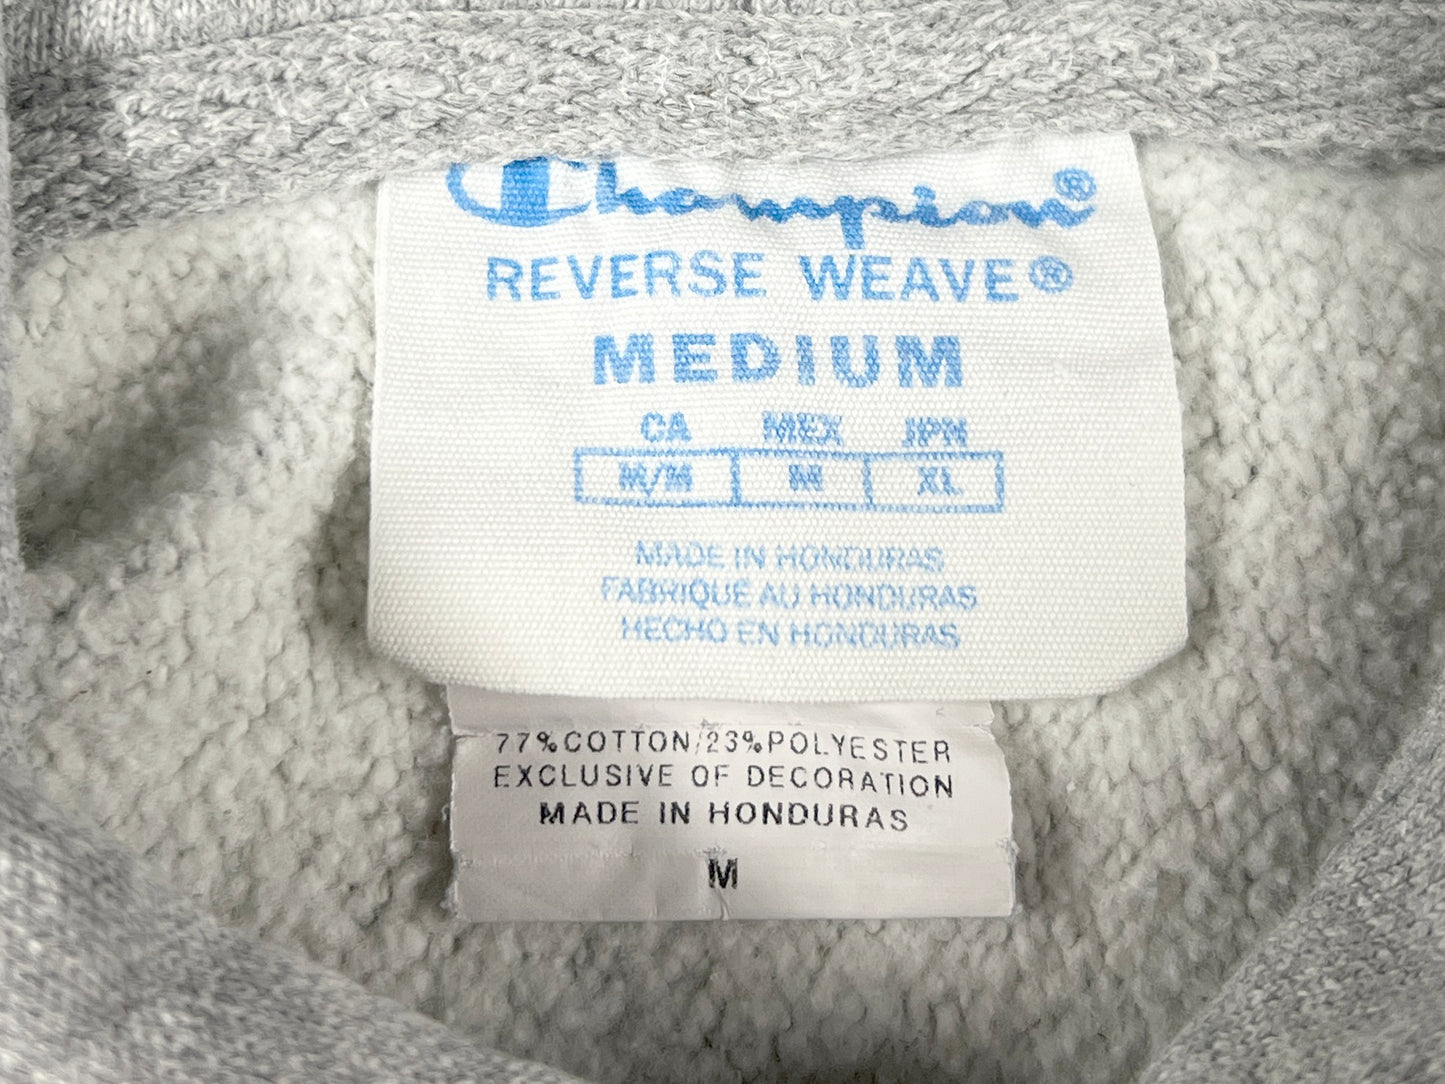 Champion®
REVERSE WEAVE®
MEDIUM
CA MEX JPN
M/M M XL
MADE IN HONDURAS
FABRIQUE AU HONDURAS
HECHO EN HONDURAS
77%COTTON/23%POLYESTER
EXCLUSIVE OF DECORATION
MADE IN HONDURAS
M